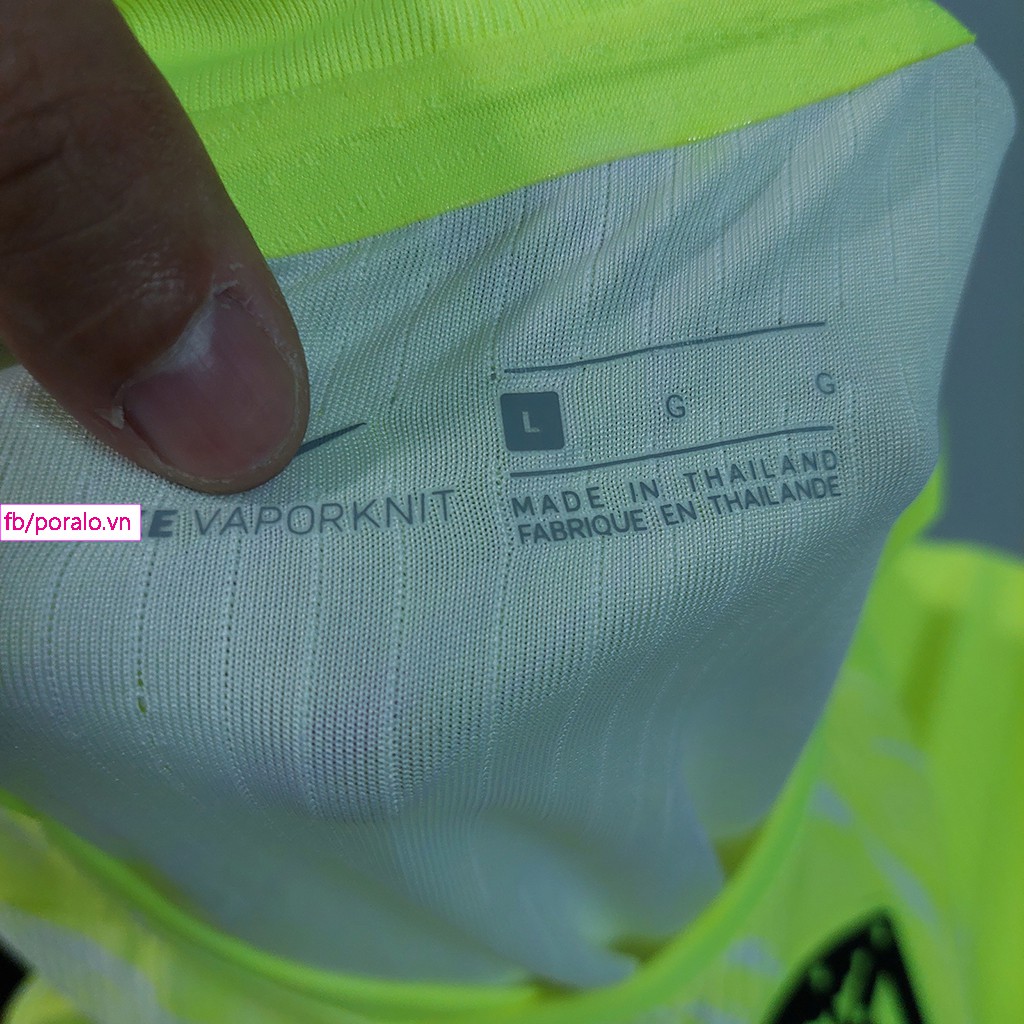 L G G
MADE IN THAILAND
FABRIQUE EN THAILANDE
E VAPORKNIT
fb/poralo.vn